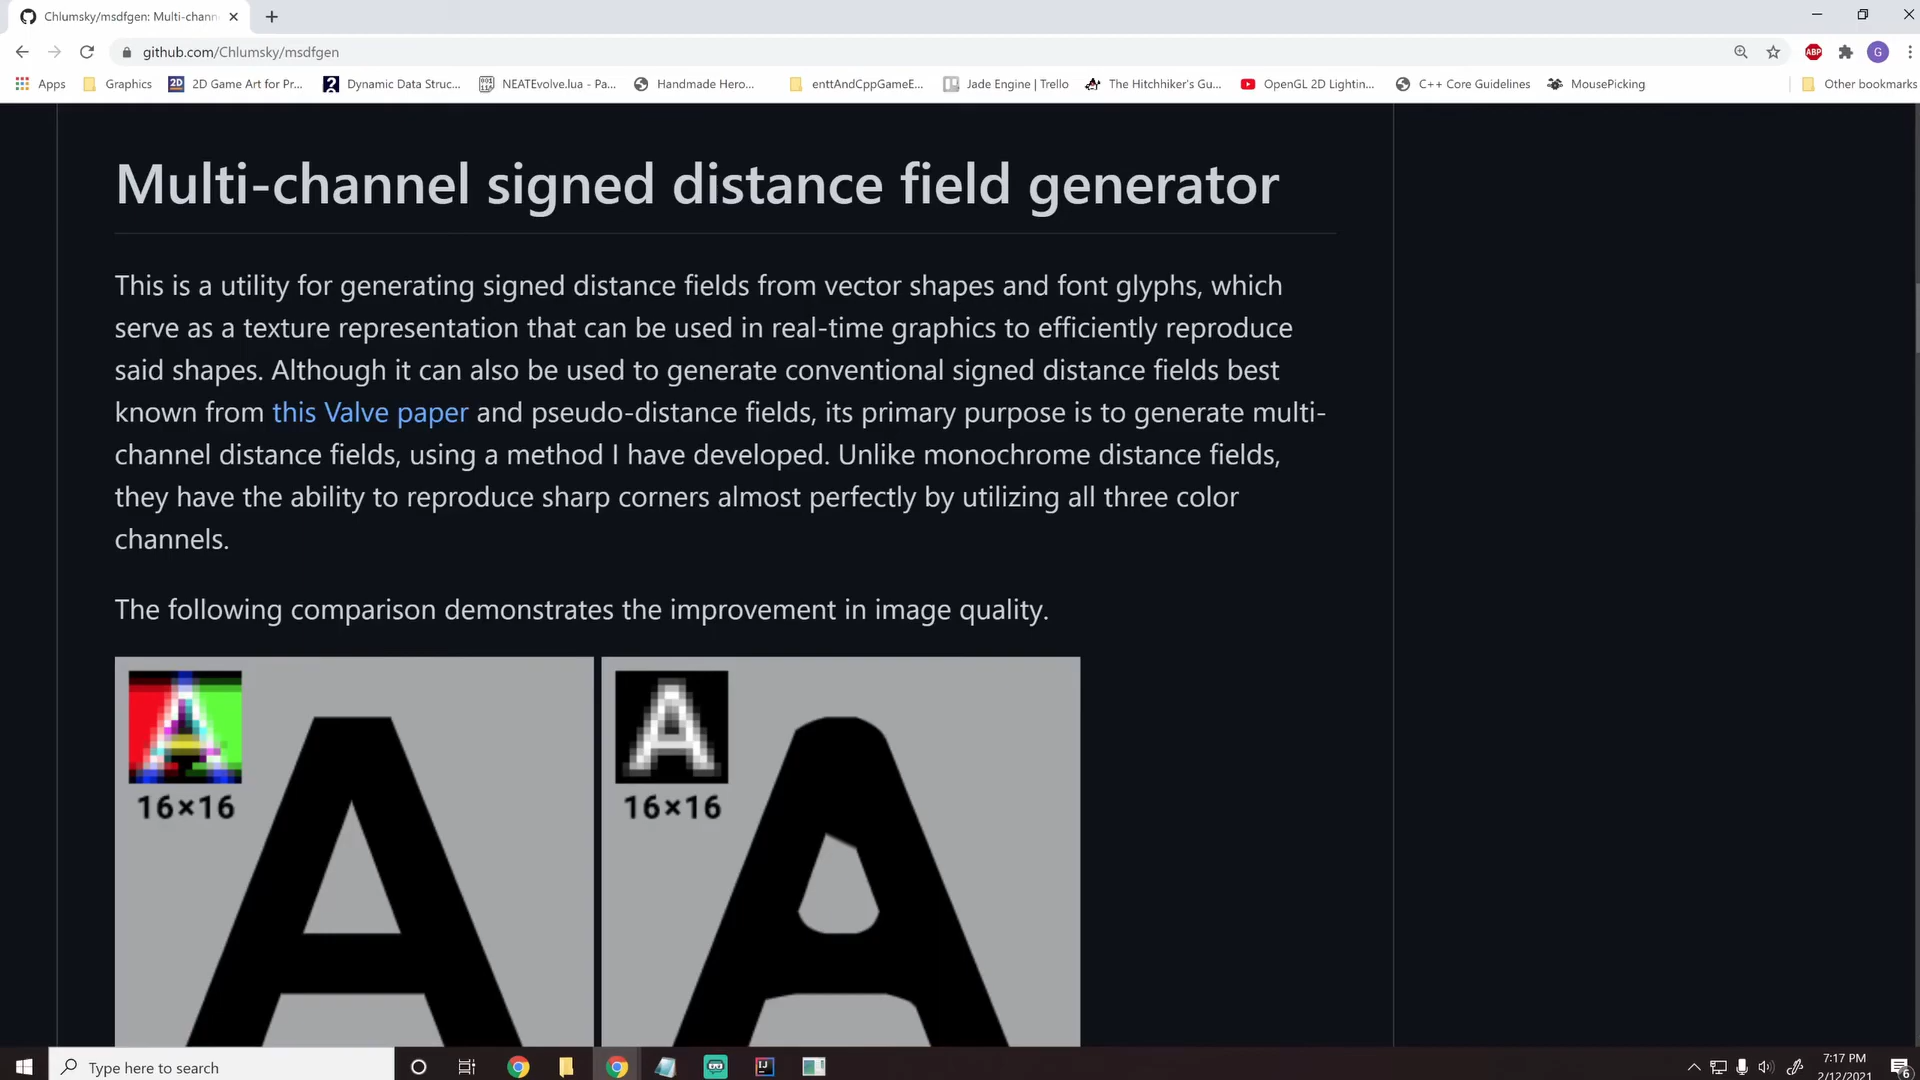 Chlumsky/msdfgen: Multi-chann
github.com/Chlumsky/msdfgen
ABP
G
Apps
Graphics
2D Game Art for Pr...
Dynamic Data Struc...
NEATEvolve.lua - Pa...
Handmade Hero...
enttAndCppGameE...
Jade Engine | Trello
The Hitchhiker's Gu...
OpenGL 2D Lightin...
C++ Core Guidelines
MousePicking
Other bookmarks
Multi-channel signed distance field generator
This is a utility for generating signed distance fields from vector shapes and font glyphs, which
serve as a texture representation that can be used in real-time graphics to efficiently reproduce
said shapes. Although it can also be used to generate conventional signed distance fields best
known from this Valve paper and pseudo-distance fields, its primary purpose is to generate multi-
channel distance fields, using a method I have developed. Unlike monochrome distance fields,
they have the ability to reproduce sharp corners almost perfectly by utilizing all three color
channels.
The following comparison demonstrates the improvement in image quality.
A
16×16
A
A
16×16
A
Type here to search
IJ
7:17 PM
2/12/2021
6